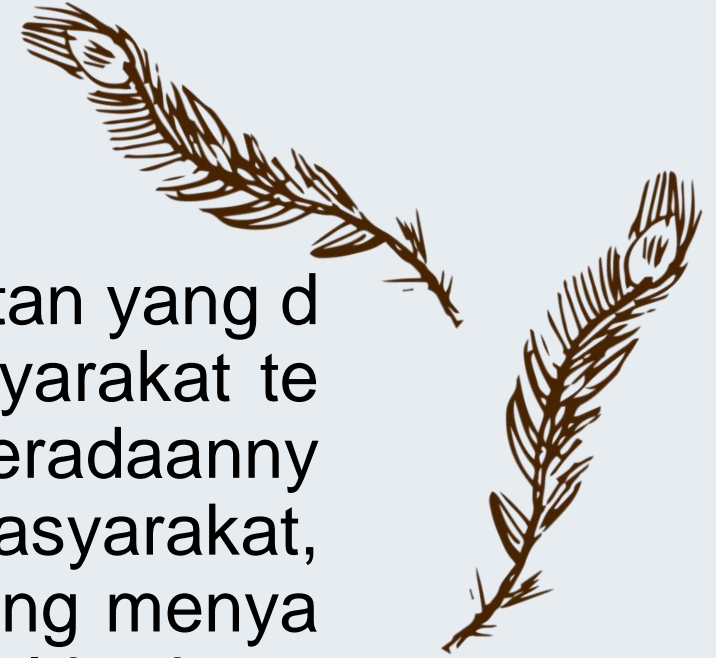 tan yang d
yarakat te
eradaanny
asyarakat,
ng menya